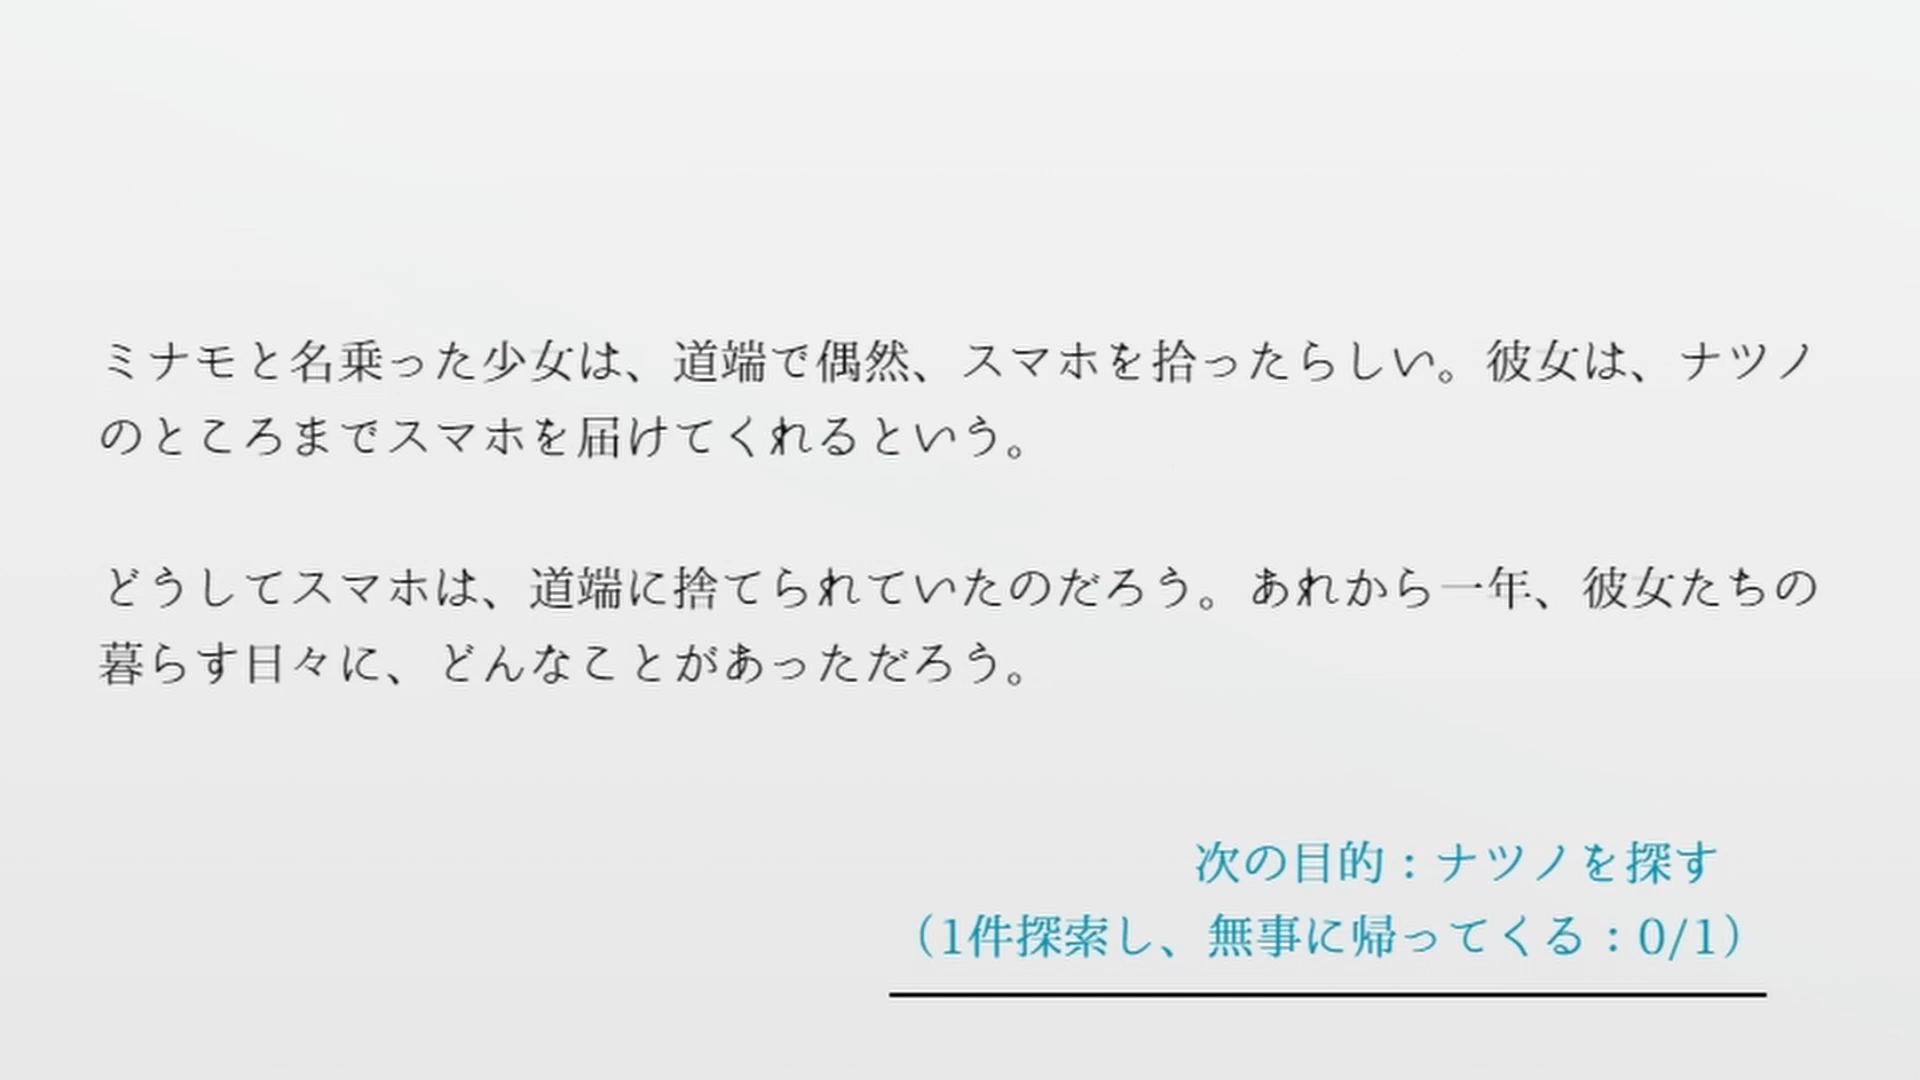 ミナモと名乗った少女は、道端で偶然、スマホを拾ったらしい。彼女は、ナツノ
のところまでスマホを届けてくれるという。
どうしてスマホは、道端に捨てられていたのだろう。あれから一年、彼女たちの
暮らす日々に、どんなことがあっただろう。
次の目的：ナツノを探す
（1件探索し、無事に帰ってくる：0/1）